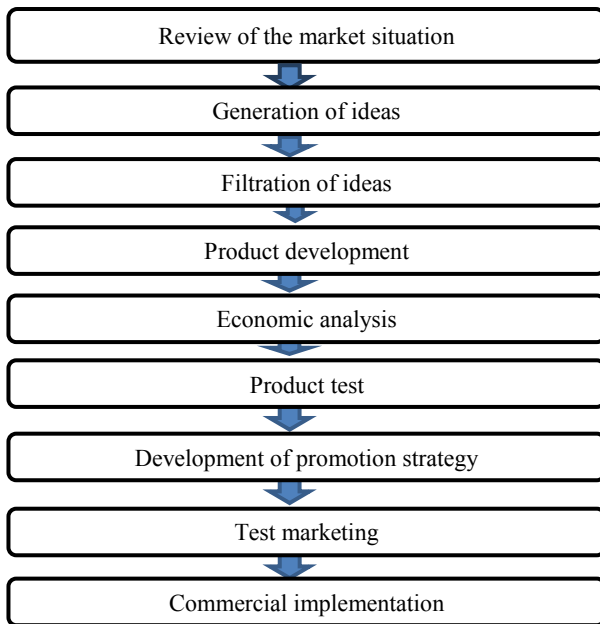 Review of the market situation
Generation of ideas
Filtration of ideas
Product development
Economic analysis
Product test
Development of promotion strategy
Test marketing
Commercial implementation